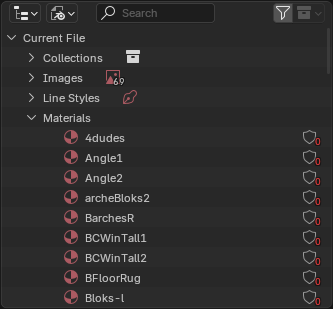 Search
Current File
Collections
Images 69
Line Styles
Materials
4dudes 0
Angle1 0
Angle2 0
archeBloks2 0
BarchesR 0
BCWinTall1 0
BCWinTall2 0
BFloorRug 0
Bloks-l 0